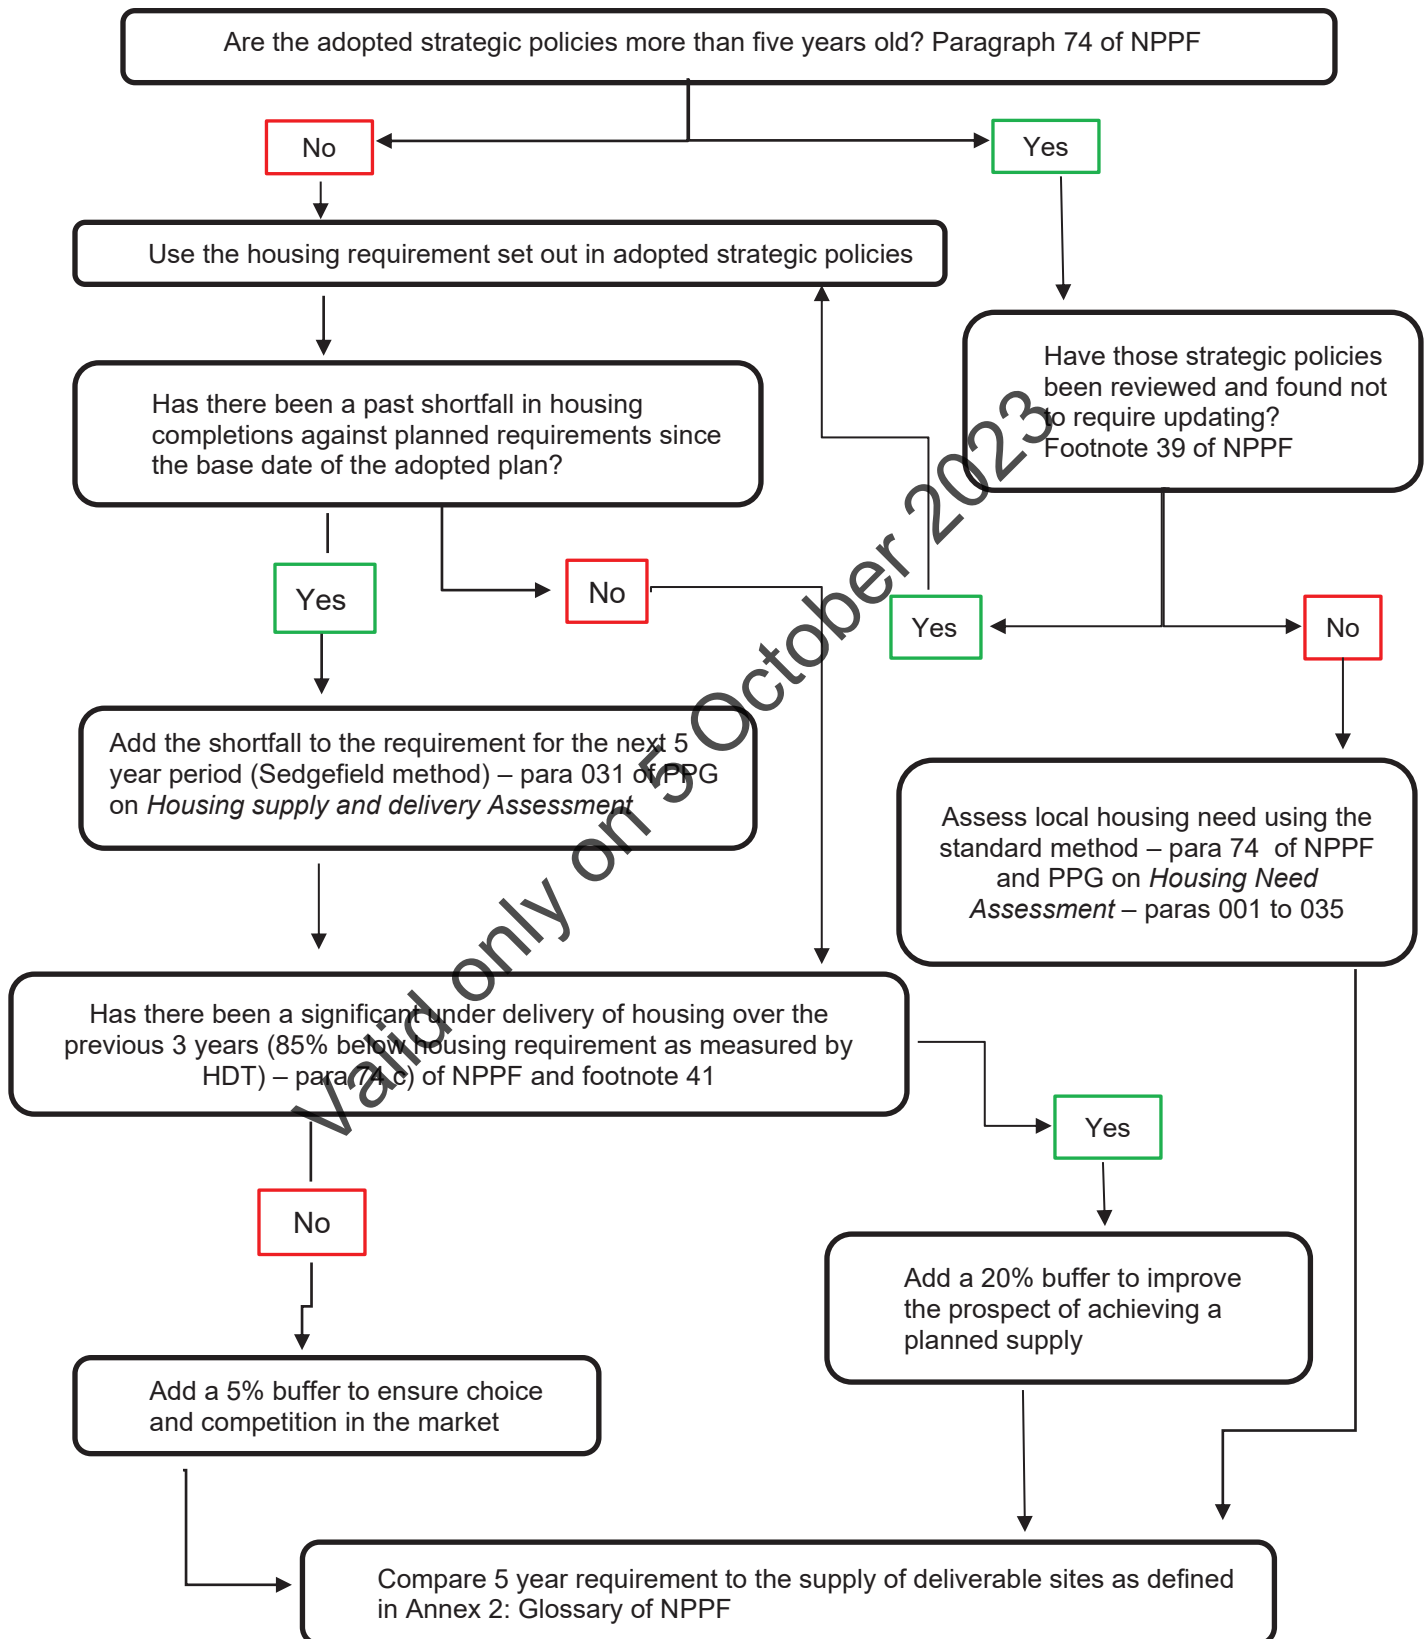 Are the adopted strategic policies more than five years old? Paragraph 74 of NPPF
No
Yes
Use the housing requirement set out in adopted strategic policies
Have those strategic policies
been reviewed and found not
to require updating?
Footnote 39 of NPPF
Has there been a past shortfall in housing
completions against planned requirements since
the base date of the adopted plan?
Yes
No
Yes
No
Add the shortfall to the requirement for the next 5
year period (Sedgefield method) – para 031 of PPG
on Housing supply and delivery Assessment
Assess local housing need using the
standard method – para 74 of NPPF
and PPG on Housing Need
Assessment – paras 001 to 035
Has there been a significant under delivery of housing over the
previous 3 years (85% below housing requirement as measured by
HDT) – para 74 c) of NPPF and footnote 41
Yes
No
Add a 20% buffer to improve
the prospect of achieving a
planned supply
Add a 5% buffer to ensure choice
and competition in the market
Compare 5 year requirement to the supply of deliverable sites as defined
in Annex 2: Glossary of NPPF
Valid only on 5 October 2023